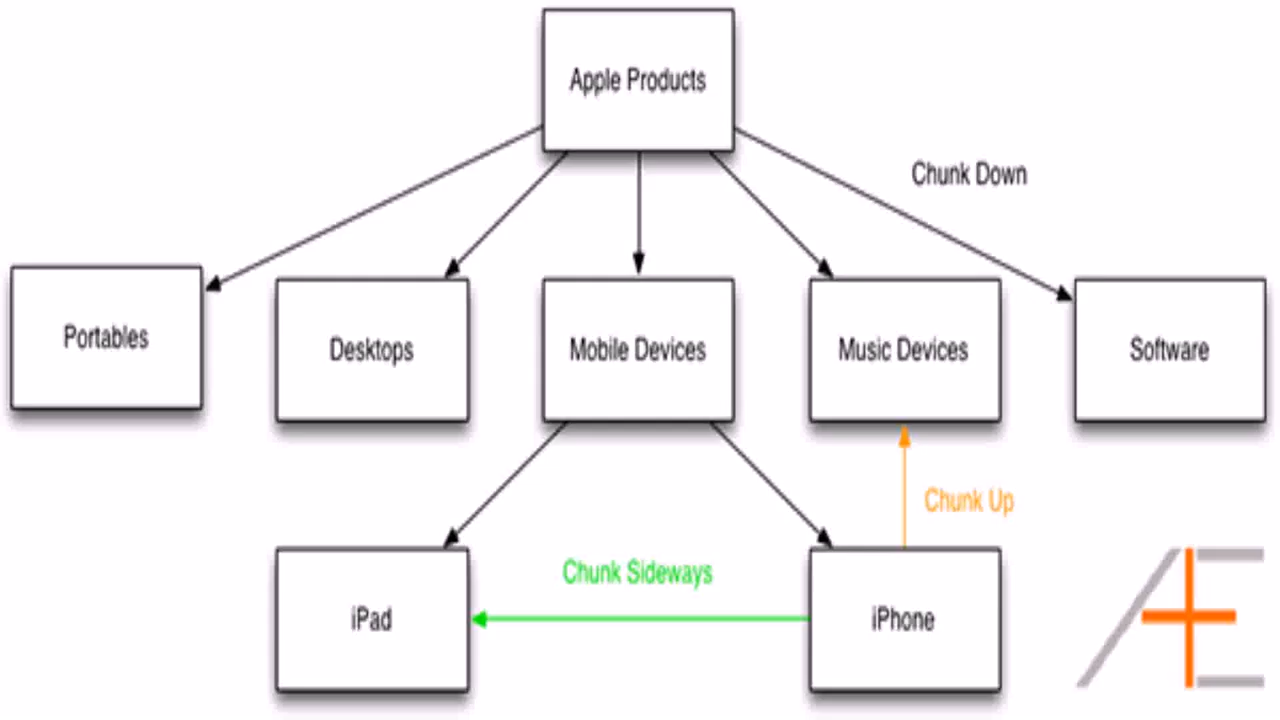 Apple Products
Chunk Down
Portables
Desktops
Mobile Devices
Music Devices
Software
Chunk Up
Chunk Sideways
iPad
iPhone
Æ